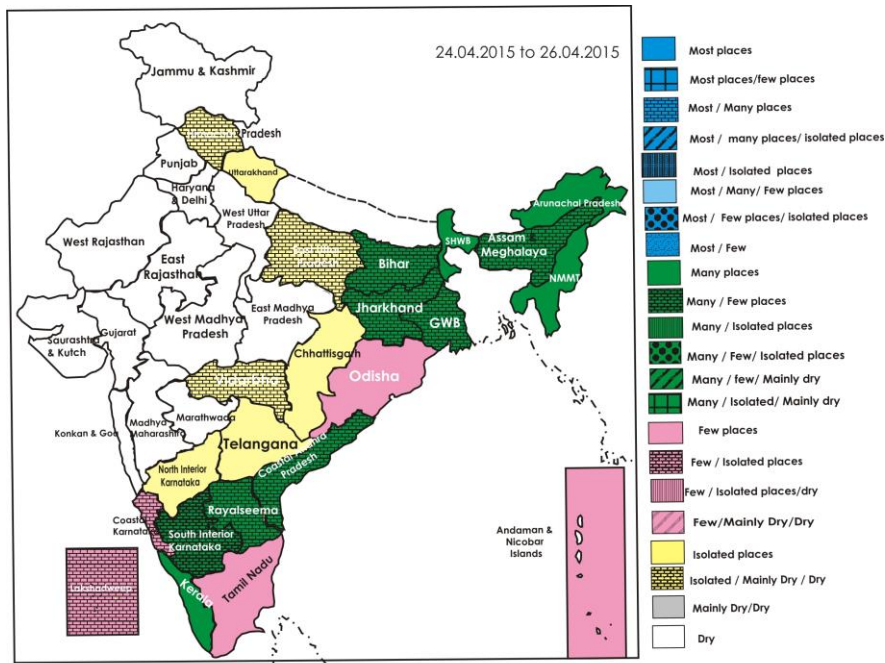 24.04.2015 to 26.04.2015
Jammu & Kashmir
Himachal Pradesh
Punjab
Uttarakhand
Haryana
& Delhi
West Uttar
Pradesh
West Rajasthan
East
Rajasthan
East Uttar
Pradesh
Bihar
SHWB
Assam
Meghalaya
Arunachal Pradesh
NMMT
Jharkhand
GWB
East Madhya
Pradesh
West Madhya
Pradesh
Gujarat
Saurashtra
& Kutch
Chhattisgarh
Odisha
Vidarbha
Marathwada
Madhya
Maharashtra
Konkan & Goa
Telangana
Coastal Andhra
Pradesh
North Interior
Karnataka
Rayalseema
Coastal
Karnataka
South Interior
Karnataka
Tamil Nadu
Kerala
Lakshadweep
Andaman &
Nicobar
Islands
Most places
Most places/few places
Most / Many places
Most / many places/ isolated places
Most / Isolated places
Most / Many/ Few places
Most / Few places/ isolated places
Most / Few
Many places
Many / Few places
Many / Isolated places
Many / Few/ Isolated places
Many / few/ Mainly dry
Many / Isolated/ Mainly dry
Few places
Few / Isolated places
Few / Isolated places/dry
Few/Mainly Dry/Dry
Isolated places
Isolated / Mainly Dry / Dry
Mainly Dry/Dry
Dry